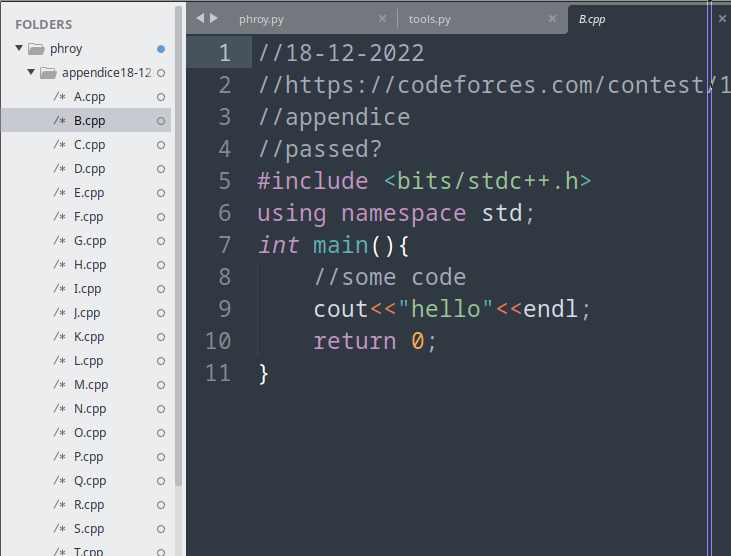 FOLDERS
phroy
appendice18-12
/* A.cpp
/* B.cpp
/* C.cpp
/* D.cpp
/* E.cpp
/* F.cpp
/* G.cpp
/* H.cpp
/* I.cpp
/* J.cpp
/* K.cpp
/* L.cpp
/* M.cpp
/* N.cpp
/* O.cpp
/* P.cpp
/* Q.cpp
/* R.cpp
/* S.cpp
/* T.cpp
phroy.py × tools.py × B.cpp ×
1 //18-12-2022
2 //https://codeforces.com/contest/1
3 //appendice
4 //passed?
5 #include <bits/stdc++.h>
6 using namespace std;
7 int main(){
8 //some code
9 cout<<"hello"<<endl;
10 return 0;
11 }